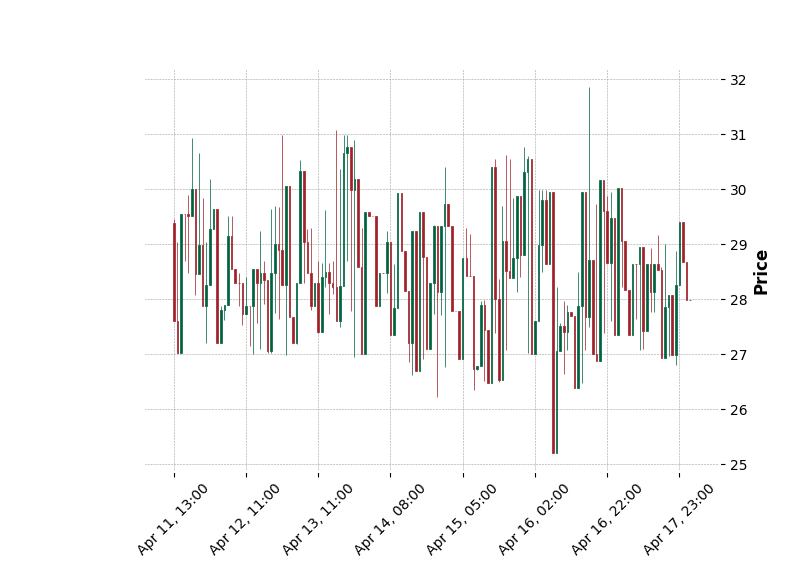 32
31
30
29
28
27
26
25
Price
Apr 11, 13:00
Apr 12, 11:00
Apr 13, 11:00
Apr 14, 08:00
Apr 15, 05:00
Apr 16, 02:00
Apr 16, 22:00
Apr 17, 23:00